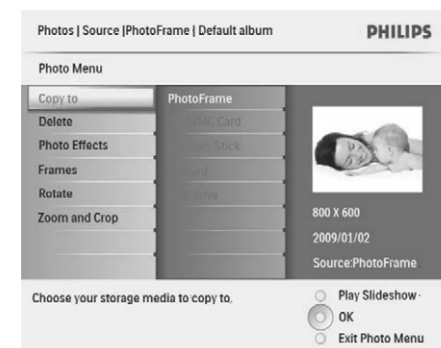 Photos | Source |PhotoFrame | Default album
PHILIPS
Photo Menu
Copy to
PhotoFrame
Delete
Card
Photo Effects
Stick
Frames
Rotate
Zoom and Crop
800 X 600
2009/01/02
Source:PhotoFrame
Choose your storage media to copy to.
Play Slideshow
OK
Exit Photo Menu